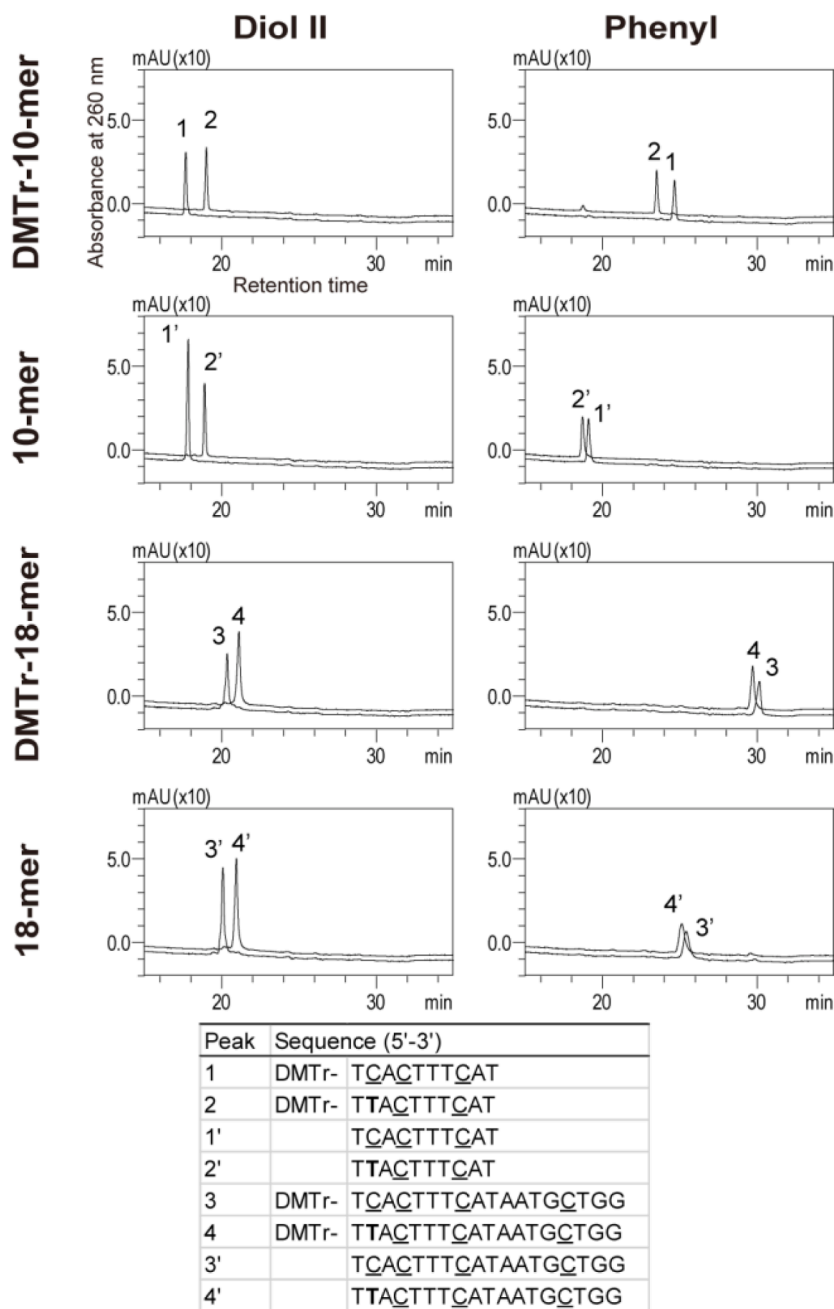 Diol II Phenyl
DMTr-10-mer
mAU(x10) mAU(x10)
Absorbance at 260 nm
5.0 1 2 5.0 2 1
0.0 0.0
20 30 min 20 30 min
Retention time
10-mer
mAU(x10) mAU(x10)
1' 2' 2' 1'
5.0 5.0
0.0 0.0
20 30 min 20 30 min
DMTr-18-mer
mAU(x10) mAU(x10)
5.0 3 4 5.0 4 3
0.0 0.0
20 30 min 20 30 min
18-mer
mAU(x10) mAU(x10)
5.0 3' 4' 5.0 4' 3'
0.0 0.0
20 30 min 20 30 min
Peak Sequence (5'-3')
1 DMTr- TCACTTTCAT
2 DMTr- TTACTTTCAT
1' TCACTTTCAT
2' TTACTTTCAT
3 DMTr- TCACTTTCATAATGCTGG
4 DMTr- TTACTTTCATAATGCTGG
3' TCACTTTCATAATGCTGG
4' TTACTTTCATAATGCTGG